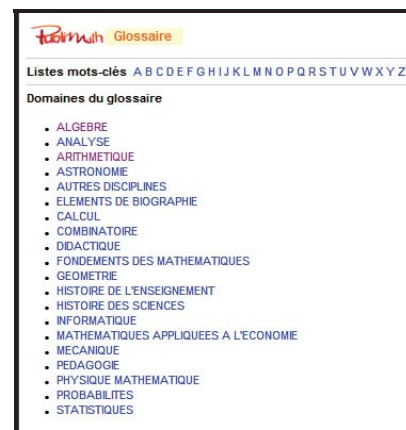 Publimath Glossaire
Listes mots-clés A B C D E F G H I J K L M N O P Q R S T U V W X Y Z
Domaines du glossaire
ALGEBRE
ANALYSE
ARITHMETIQUE
ASTRONOMIE
AUTRES DISCIPLINES
ELEMENTS DE BIOGRAPHIE
CALCUL
COMBINATOIRE
DIDACTIQUE
FONDEMENTS DES MATHEMATIQUES
GEOMETRIE
HISTOIRE DE L'ENSEIGNEMENT
HISTOIRE DES SCIENCES
INFORMATIQUE
MATHEMATIQUES APPLIQUEES A L'ECONOMIE
MECANIQUE
PEDAGOGIE
PHYSIQUE MATHEMATIQUE
PROBABILITES
STATISTIQUES